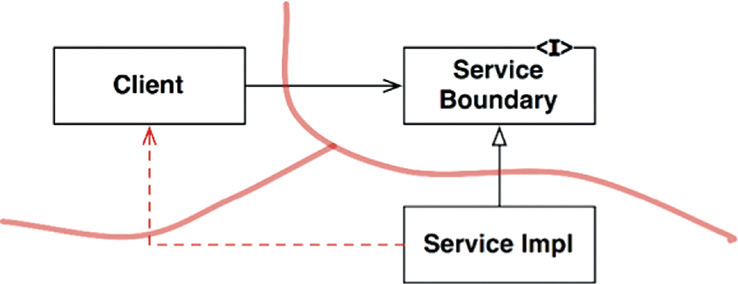 <I>
Client
Service
Boundary
Service Impl